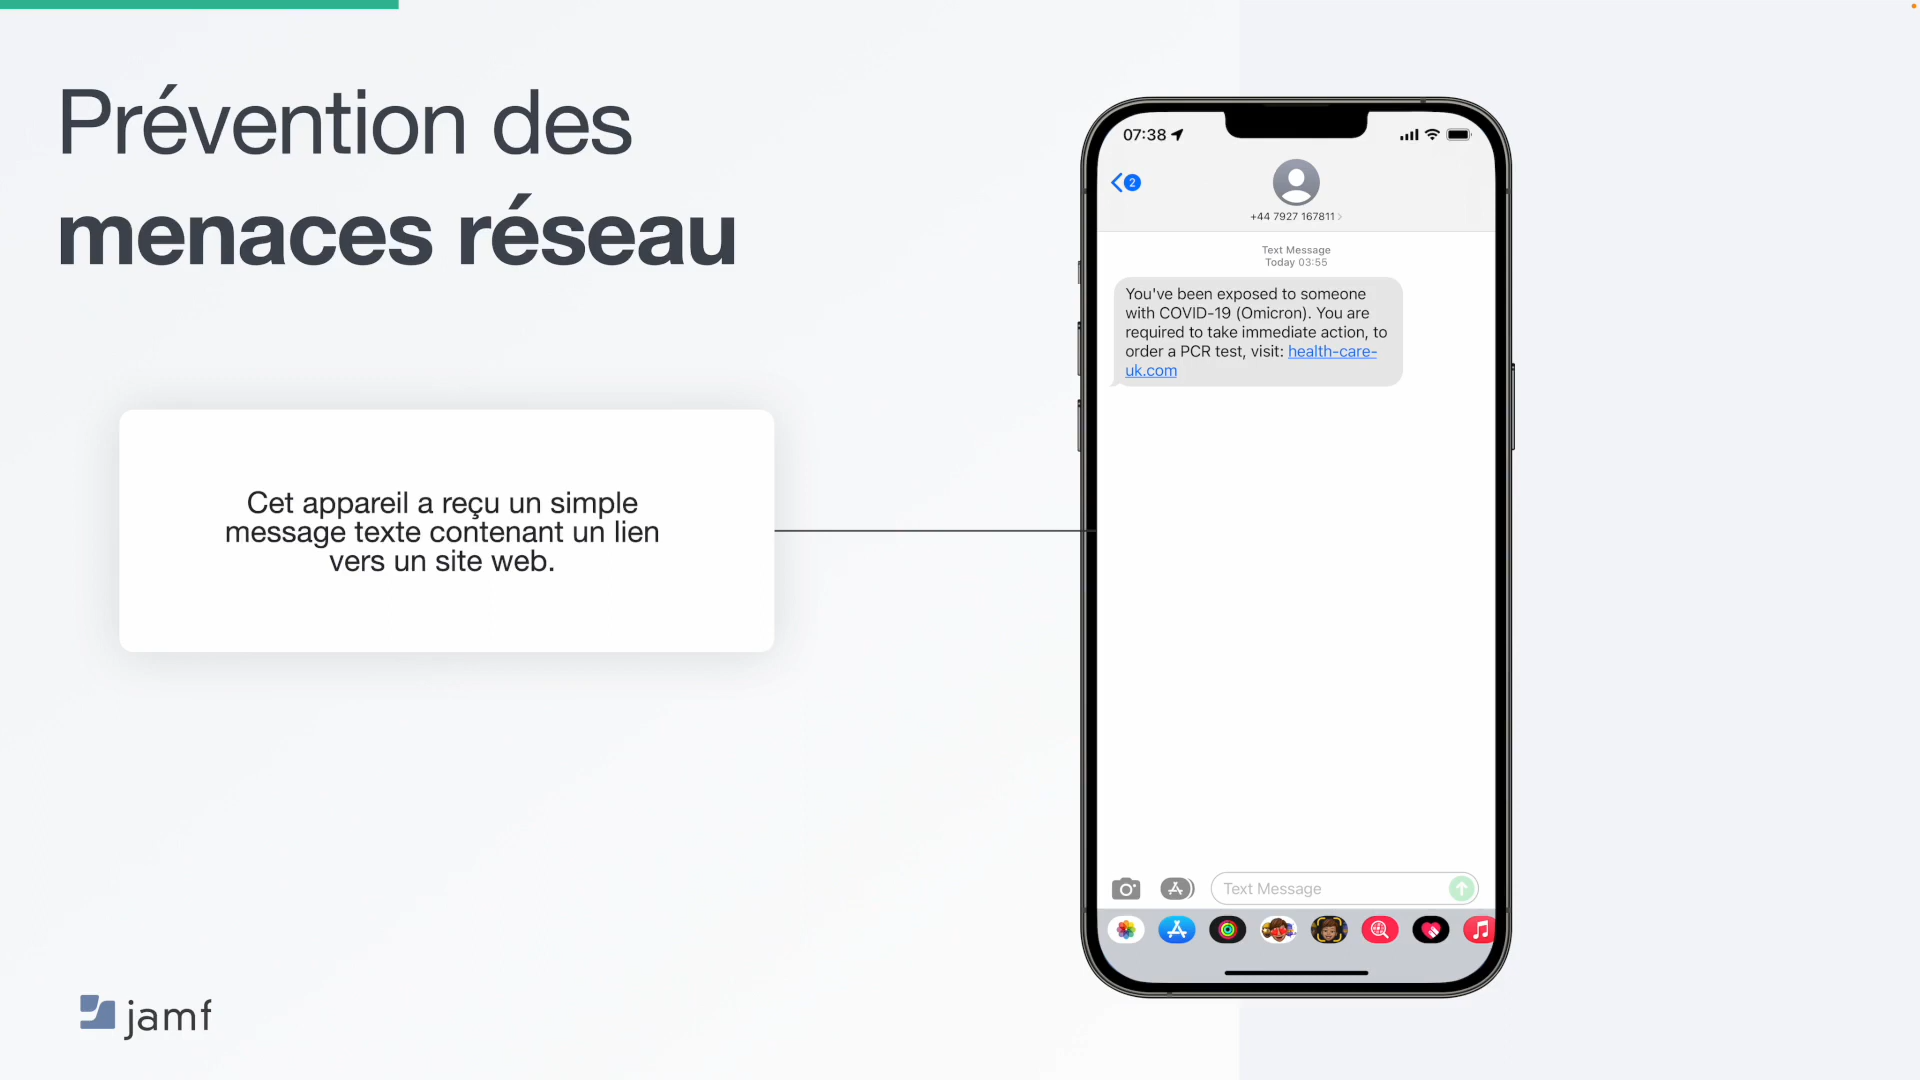 Prévention des
menaces réseau
Cet appareil a reçu un simple
message texte contenant un lien
vers un site web.
jamf
07:38
2
+44 7927 167811
Text Message
Today 03:55
You've been exposed to someone
with COVID-19 (Omicron). You are
required to take immediate action, to
order a PCR test, visit: health-care-
uk.com
Text Message